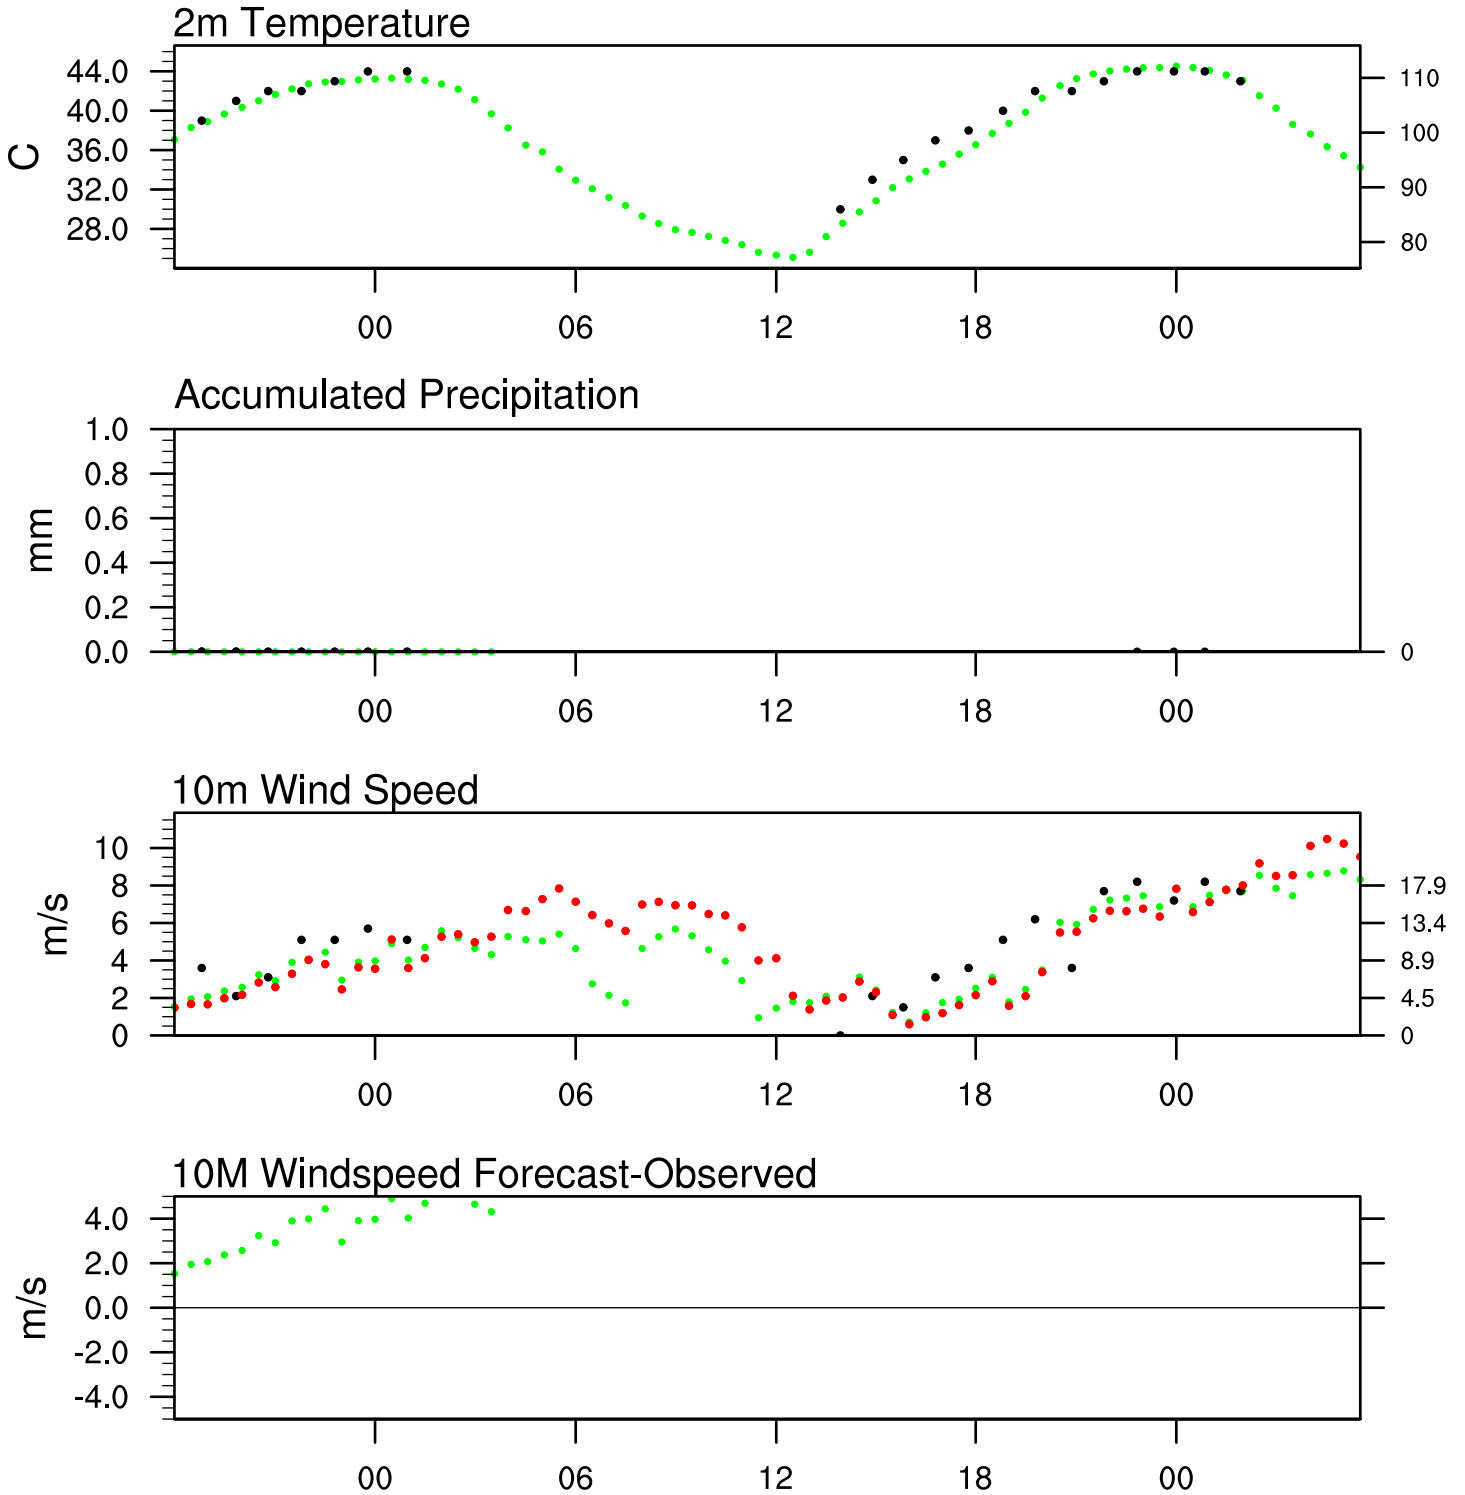 2m Temperature
44.0
40.0
36.0
32.0
28.0
C
110
100
90
80
00 06 12 18 00
Accumulated Precipitation
1.0
0.8
0.6
0.4
0.2
0.0
mm
0
00 06 12 18 00
10m Wind Speed
10
8
6
4
2
0
m/s
17.9
13.4
8.9
4.5
0
00 06 12 18 00
10M Windspeed Forecast-Observed
4.0
2.0
0.0
-2.0
-4.0
m/s
00 06 12 18 00